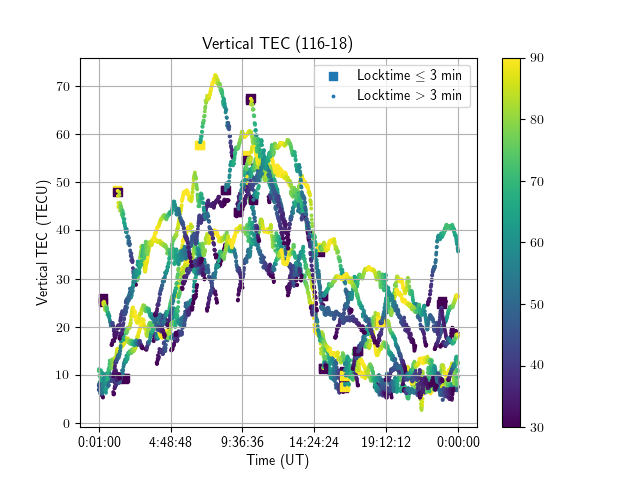 Vertical TEC (116-18)
Locktime ≤ 3 min
Locktime > 3 min
Vertical TEC (TECU)
70
60
50
40
30
20
10
0
0:01:00 4:48:48 9:36:36 14:24:24 19:12:12 0:00:00
Time (UT)
90
80
70
60
50
40
30